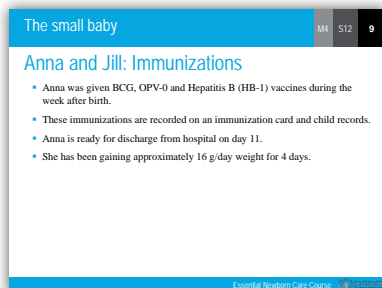 The small baby
M4 S12 9
Anna and Jill: Immunizations
Anna was given BCG, OPV-0 and Hepatitis B (HB-1) vaccines during the
week after birth.
These immunizations are recorded on an immunization card and child records.
Anna is ready for discharge from hospital on day 11.
She has been gaining approximately 16 g/day weight for 4 days.
Essential Newborn Care Course